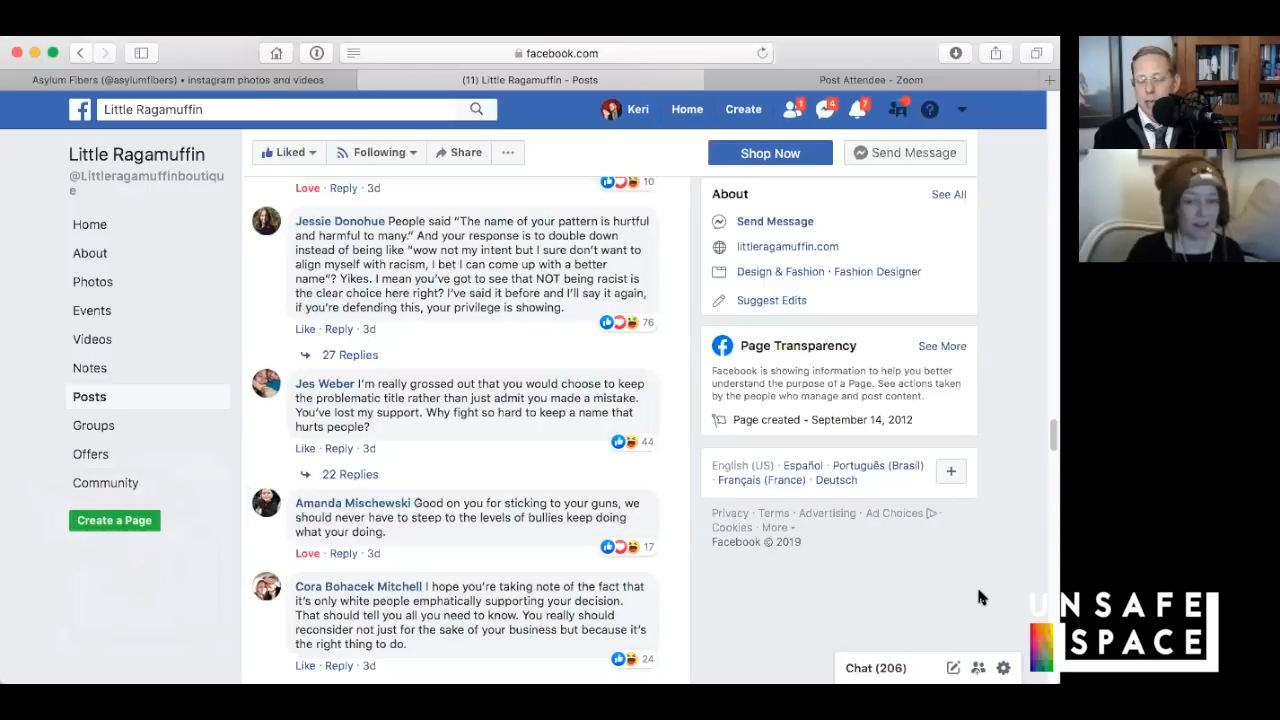 facebook.com
Asylum Fibers (@asylumfibers) • instagram photos and videos
(11) Little Ragamuffin - Posts
Post Attendee - Zoom
Little Ragamuffin
Keri
Home
Create
1
4
7
Little Ragamuffin
@Littleragamuffinboutiqu
e
Home
About
Photos
Events
Videos
Notes
Posts
Groups
Offers
Community
Create a Page
Liked
Following
Share
Shop Now
Send Message
Love · Reply · 3d
10
Jessie Donohue People said “The name of your pattern is hurtful
and harmful to many.” And your response is to double down
instead of being like “wow not my intent but I sure don’t want to
align myself with racism, I bet I can come up with a better
name”? Yikes. I mean you’ve got to see that NOT being racist is
the clear choice here right? I’ve said it before and I’ll say it again,
if you’re defending this, your privilege is showing.
76
Like · Reply · 3d
27 Replies
Jes Weber I’m really grossed out that you would choose to keep
the problematic title rather than just admit you made a mistake.
You’ve lost my support. Why fight so hard to keep a name that
hurts people?
44
Like · Reply · 3d
22 Replies
Amanda Mischewski Good on you for sticking to your guns, we
should never have to steep to the levels of bullies keep doing
what your doing.
17
Love · Reply · 3d
Cora Bohacek Mitchell I hope you’re taking note of the fact that
it’s only white people emphatically supporting your decision.
That should tell you all you need to know. You really should
reconsider not just for the sake of your business but because it’s
the right thing to do.
24
Like · Reply · 3d
About
See All
Send Message
littleragamuffin.com
Design & Fashion · Fashion Designer
Suggest Edits
Page Transparency
See More
Facebook is showing information to help you better
understand the purpose of a Page. See actions taken
by the people who manage and post content.
Page created - September 14, 2012
English (US) · Español · Português (Brasil)
· Français (France) · Deutsch
Privacy · Terms · Advertising · Ad Choices
Cookies · More
Facebook © 2019
Chat (206)
UNSAFE
SPACE